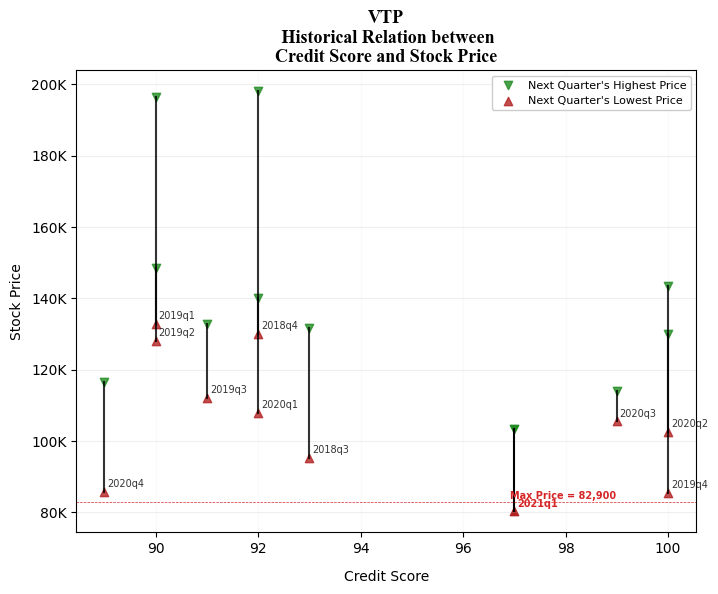 VTP
Historical Relation between
Credit Score and Stock Price
Next Quarter's Highest Price
Next Quarter's Lowest Price
200K
180K
160K
140K
120K
100K
80K
Stock Price
2019q1
2019q2
2018q4
2019q3
2020q1
2020q3
2020q2
2018q3
2020q4
2019q4
Max Price = 82,900
2021q1
90
92
94
96
98
100
Credit Score